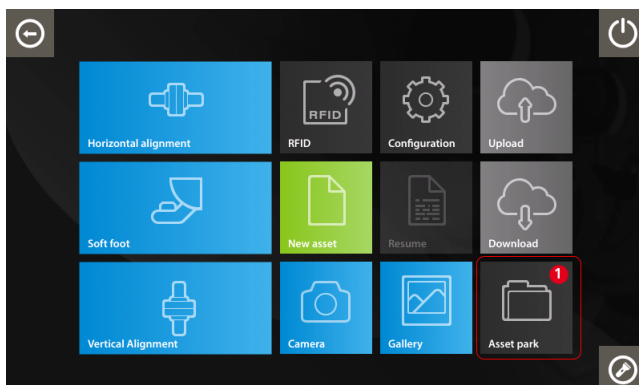 RFID
Horizontal alignment
RFID
Configuration
Upload
Soft foot
New asset
Resume
Download
1
Vertical Alignment
Camera
Gallery
Asset park